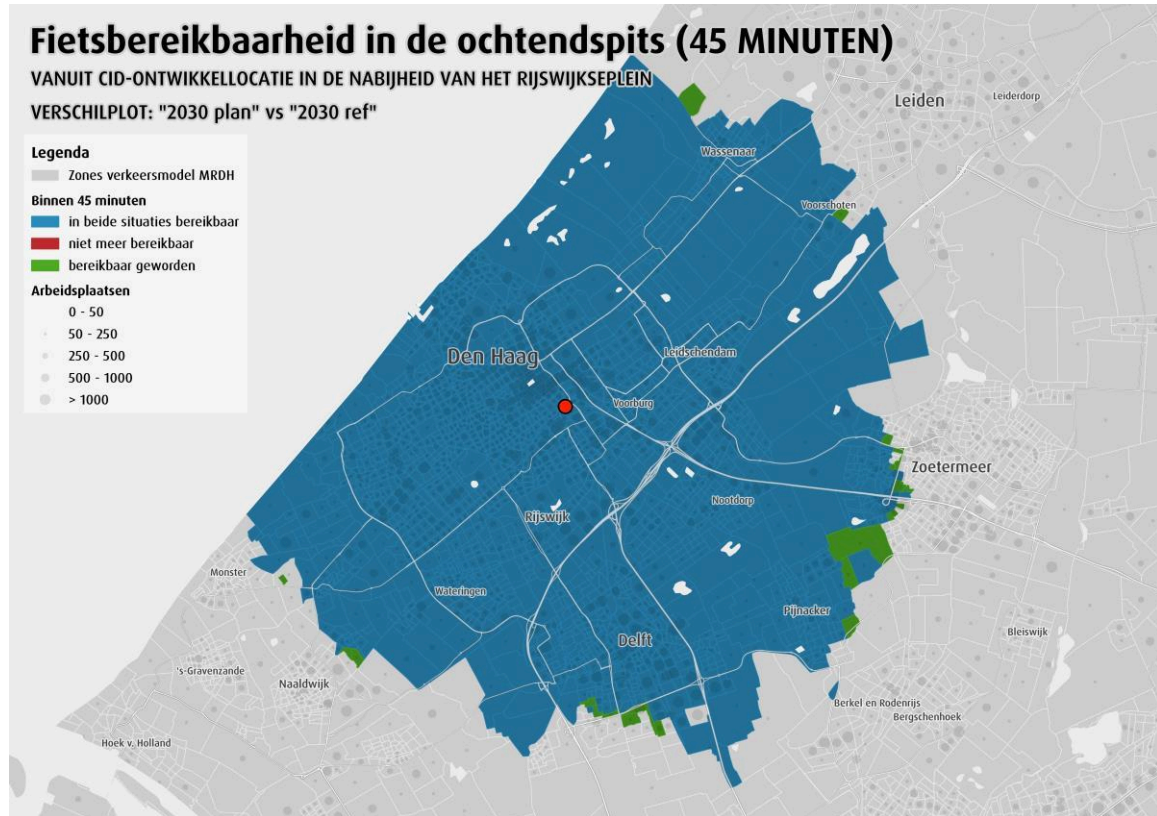 Fietsbereikbaarheid in de ochtendspits (45 MINUTEN)
VANUIT CID-ONTWIKKELLOCATIE IN DE NABIJHEID VAN HET RIJSWIJKSEPLEIN
VERSCHILPLOT: "2030 plan" vs "2030 ref"
Legenda
Zones verkeersmodel MRDH
Binnen 45 minuten
in beide situaties bereikbaar
niet meer bereikbaar
bereikbaar geworden
Arbeidsplaatsen
0 - 50
50 - 250
250 - 500
500 - 1000
> 1000
Leiden
Leiderdorp
Wassenaar
Voorschoten
Den Haag
Leidschendam
Voorburg
Zoetermeer
Nootdorp
Rijswijk
Monster
Wateringen
Pijnacker
Delft
Bleiswijk
's-Gravenzande
Naaldwijk
Berkel en Rodenrijs
Bergschenhoek
Hoek v. Holland